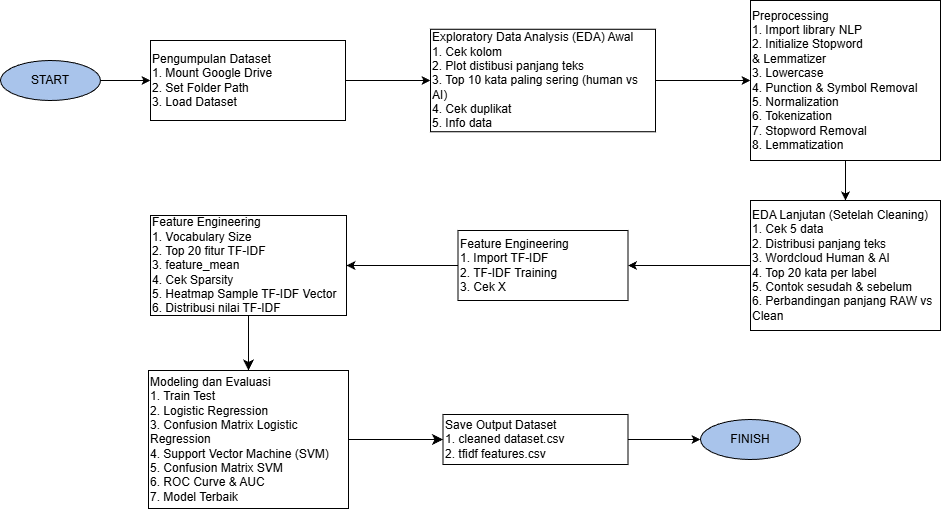 START
Pengumpulan Dataset
1. Mount Google Drive
2. Set Folder Path
3. Load Dataset
Exploratory Data Analysis (EDA) Awal
1. Cek kolom
2. Plot distibusi panjang teks
3. Top 10 kata paling sering (human vs
AI)
4. Cek duplikat
5. Info data
Preprocessing
1. Import library NLP
2. Initialize Stopword
& Lemmatizer
3. Lowercase
4. Punction & Symbol Removal
5. Normalization
6. Tokenization
7. Stopword Removal
8. Lemmatization
EDA Lanjutan (Setelah Cleaning)
1. Cek 5 data
2. Distribusi panjang teks
3. Wordcloud Human & AI
4. Top 20 kata per label
5. Contok sesudah & sebelum
6. Perbandingan panjang RAW vs
Clean
Feature Engineering
1. Import TF-IDF
2. TF-IDF Training
3. Cek X
Feature Engineering
1. Vocabulary Size
2. Top 20 fitur TF-IDF
3. feature_mean
4. Cek Sparsity
5. Heatmap Sample TF-IDF Vector
6. Distribusi nilai TF-IDF
Modeling dan Evaluasi
1. Train Test
2. Logistic Regression
3. Confusion Matrix Logistic
Regression
4. Support Vector Machine (SVM)
5. Confusion Matrix SVM
6. ROC Curve & AUC
7. Model Terbaik
Save Output Dataset
1. cleaned dataset.csv
2. tfidf features.csv
FINISH